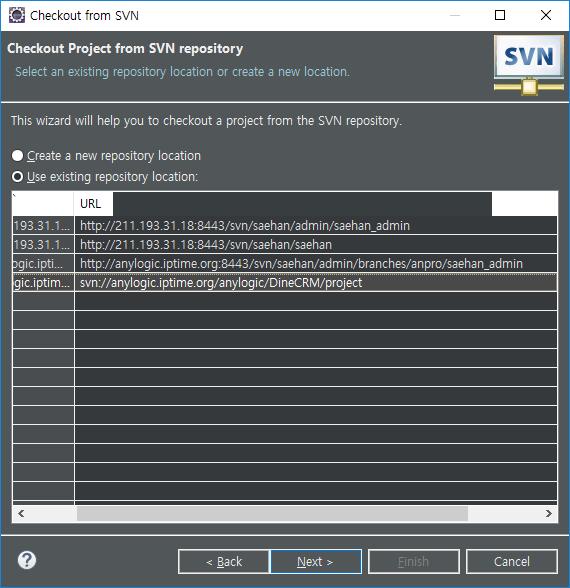 Checkout from SVN
Checkout Project from SVN repository
Select an existing repository location or create a new location.
SVN
This wizard will help you to checkout a project from the SVN repository.
Create a new repository location
Use existing repository location:
URL
193.31.1... http://211.193.31.18:8443/svn/saehan/admin/saehan_admin
193.31.1... http://211.193.31.18:8443/svn/saehan/saehan
ogic.ipti... http://anylogic.iptime.org:8443/svn/saehan/admin/branches/anpro/saehan_admin
gic.iptim... svn://anylogic.iptime.org/anylogic/DineCRM/project
< Back Next > Finish Cancel